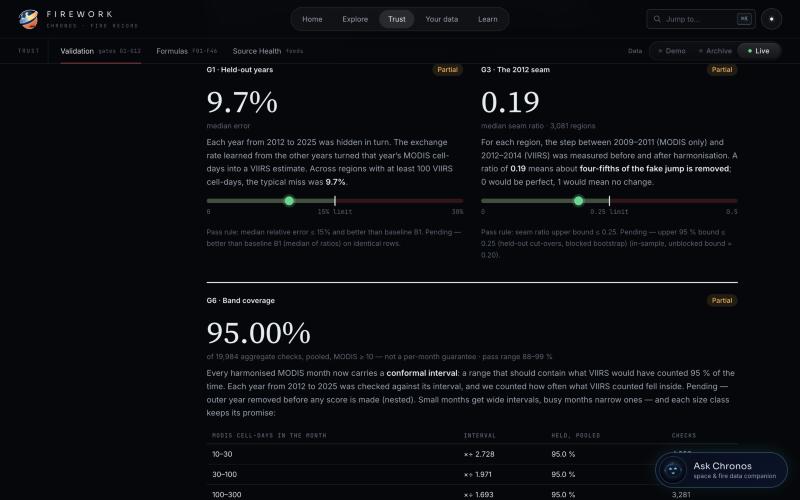 FIREWORK
CHRONOS · FIRE RECORD
Home
Explore
Trust
Your data
Learn
Jump to...
⌘K
TRUST
Validation gates G1-G12
Formulas F01-F46
Source Health feeds
Data
Demo
Archive
Live
G1 · Held-out years
Partial
9.7%
median error
Each year from 2012 to 2025 was hidden in turn. The exchange
rate learned from the other years turned that year's MODIS cell-
days into a VIIRS estimate. Across regions with at least 100 VIIRS
cell-days, the typical miss was 9.7%.
0
15% limit
30%
Pass rule: median relative error ≤ 15% and better than baseline B1. Pending —
better than baseline B1 (median of ratios) on identical rows.
G3 · The 2012 seam
Partial
0.19
median seam ratio · 3,081 regions
For each region, the step between 2009–2011 (MODIS only) and
2012–2014 (VIIRS) was measured before and after harmonisation. A
ratio of 0.19 means about four-fifths of the fake jump is removed;
0 would be perfect, 1 would mean no change.
0
0.25 limit
0.5
Pass rule: seam ratio upper bound ≤ 0.25. Pending — upper 95 % bound ≤
0.25 (held-out cut-overs, blocked bootstrap) (in-sample, unblocked bound =
0.20).
G6 · Band coverage
Partial
95.00%
of 19,984 aggregate checks, pooled, MODIS ≥ 10 — not a per-month guarantee · pass range 88–99 %
Every harmonised MODIS month now carries a conformal interval: a range that should contain what VIIRS would have counted 95 % of the
time. Each year from 2012 to 2025 was checked against its interval, and we counted how often what VIIRS counted fell inside. Pending —
outer year removed before any score is made (nested). Small months get wide intervals, busy months narrow ones — and each size class
keeps its promise:
MODIS CELL-DAYS IN THE MONTH
INTERVAL
HELD, POOLED
CHECKS
10–30
×÷ 2.728
95.0 %
30–100
×÷ 1.971
95.0 %
100–300
×÷ 1.693
95.0 %
3,281
Ask Chronos
space & fire data companion